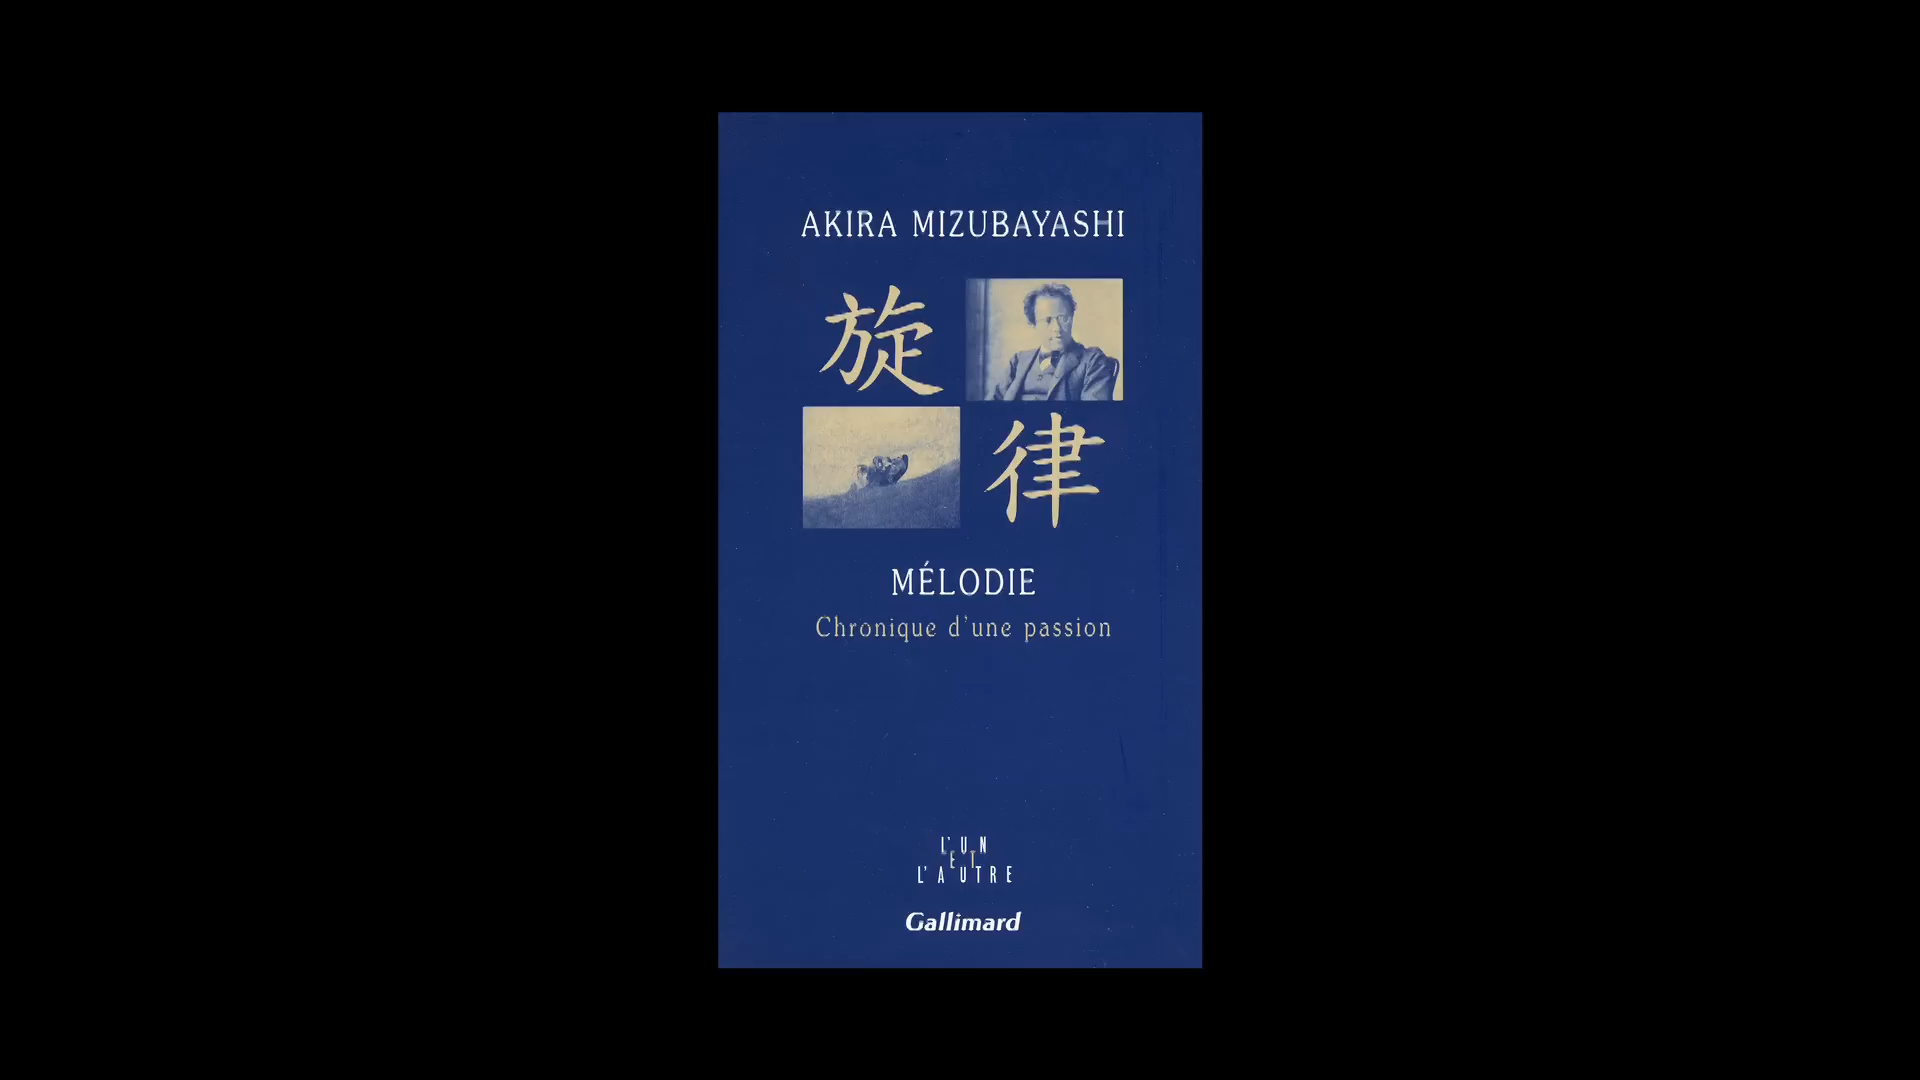 AKIRA MIZUBAYASHI
旋
律
MÉLODIE
Chronique d'une passion
L'UN
ET
L'AUTRE
Gallimard